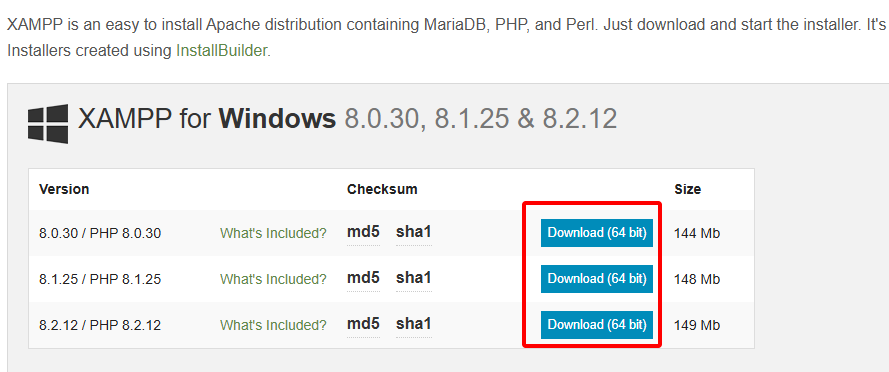 XAMPP is an easy to install Apache distribution containing MariaDB, PHP, and Perl. Just download and start the installer. It's
Installers created using InstallBuilder.
XAMPP for Windows 8.0.30, 8.1.25 & 8.2.12
Version Checksum Size
8.0.30 / PHP 8.0.30 What's Included? md5 sha1 Download (64 bit) 144 Mb
8.1.25 / PHP 8.1.25 What's Included? md5 sha1 Download (64 bit) 148 Mb
8.2.12 / PHP 8.2.12 What's Included? md5 sha1 Download (64 bit) 149 Mb